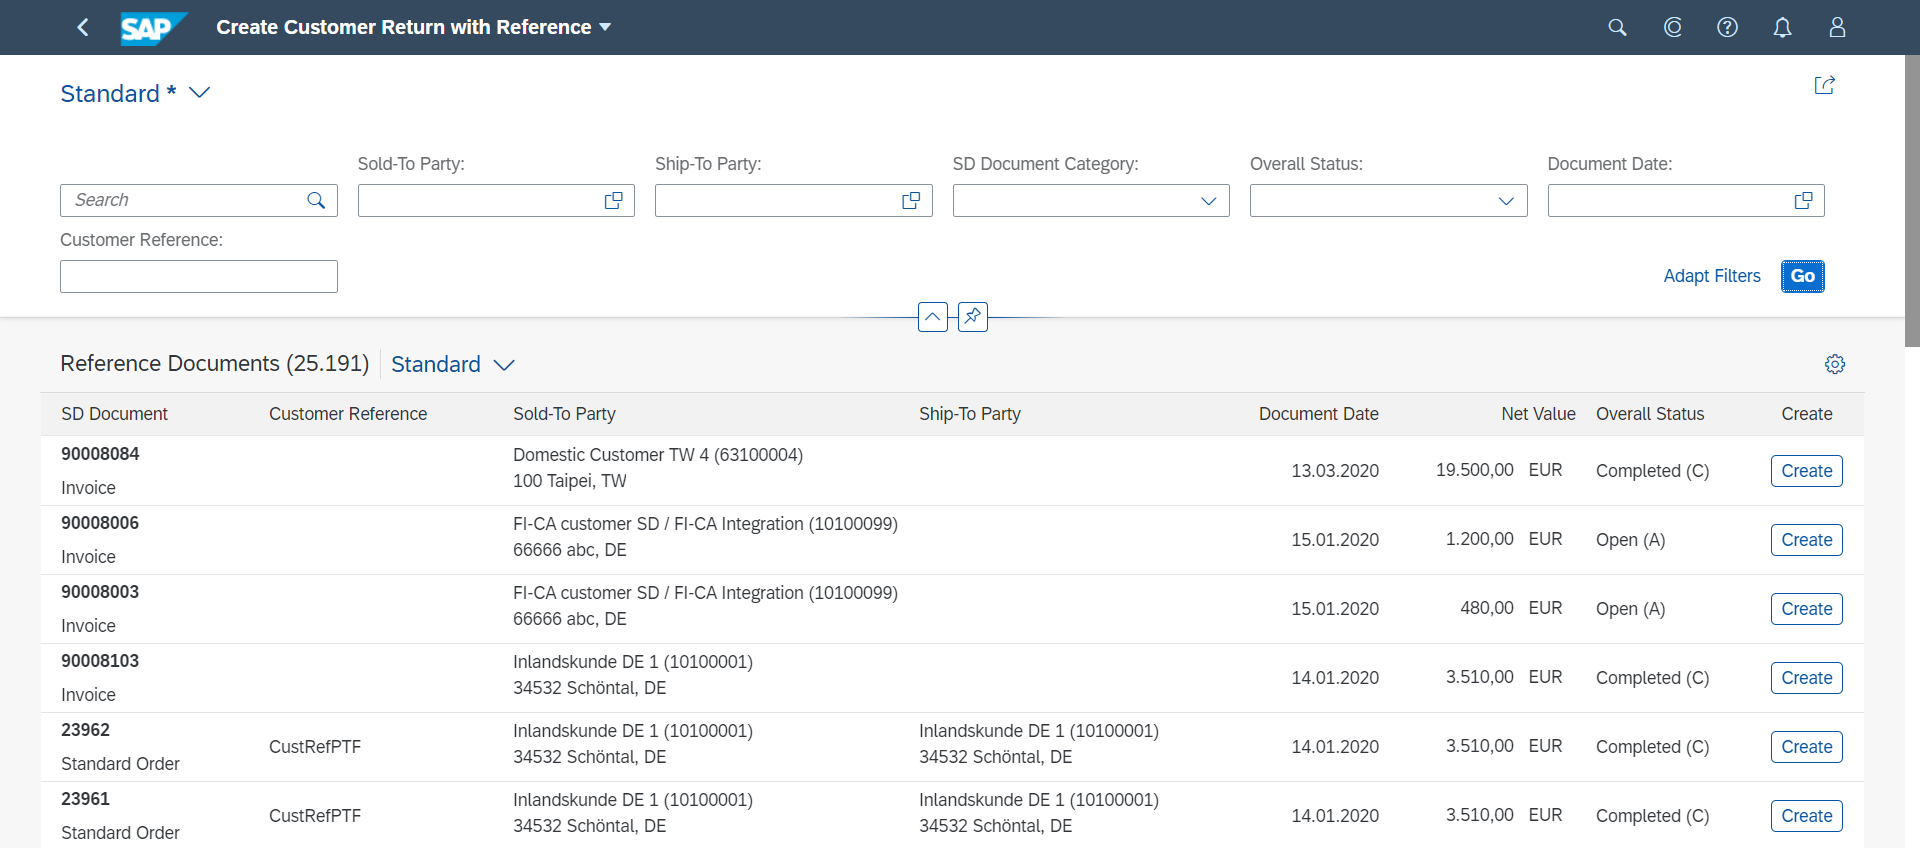 SAP Create Customer Return with Reference
Standard *
Sold-To Party: Ship-To Party: SD Document Category: Overall Status: Document Date:
Search
Customer Reference:
Adapt Filters Go
Reference Documents (25.191) Standard
SD Document Customer Reference Sold-To Party Ship-To Party Document Date Net Value Overall Status Create
90008084 Domestic Customer TW 4 (63100004)
Invoice 100 Taipei, TW 13.03.2020 19.500,00 EUR Completed (C) Create
90008006 FI-CA customer SD / FI-CA Integration (10100099)
Invoice 66666 abc, DE 15.01.2020 1.200,00 EUR Open (A) Create
90008003 FI-CA customer SD / FI-CA Integration (10100099)
Invoice 66666 abc, DE 15.01.2020 480,00 EUR Open (A) Create
90008103 Inlandskunde DE 1 (10100001)
Invoice 34532 Schöntal, DE 14.01.2020 3.510,00 EUR Completed (C) Create
23962 Inlandskunde DE 1 (10100001) Inlandskunde DE 1 (10100001)
Standard Order CustRefPTF 34532 Schöntal, DE 34532 Schöntal, DE 14.01.2020 3.510,00 EUR Completed (C) Create
23961 Inlandskunde DE 1 (10100001) Inlandskunde DE 1 (10100001)
Standard Order CustRefPTF 34532 Schöntal, DE 34532 Schöntal, DE 14.01.2020 3.510,00 EUR Completed (C) Create